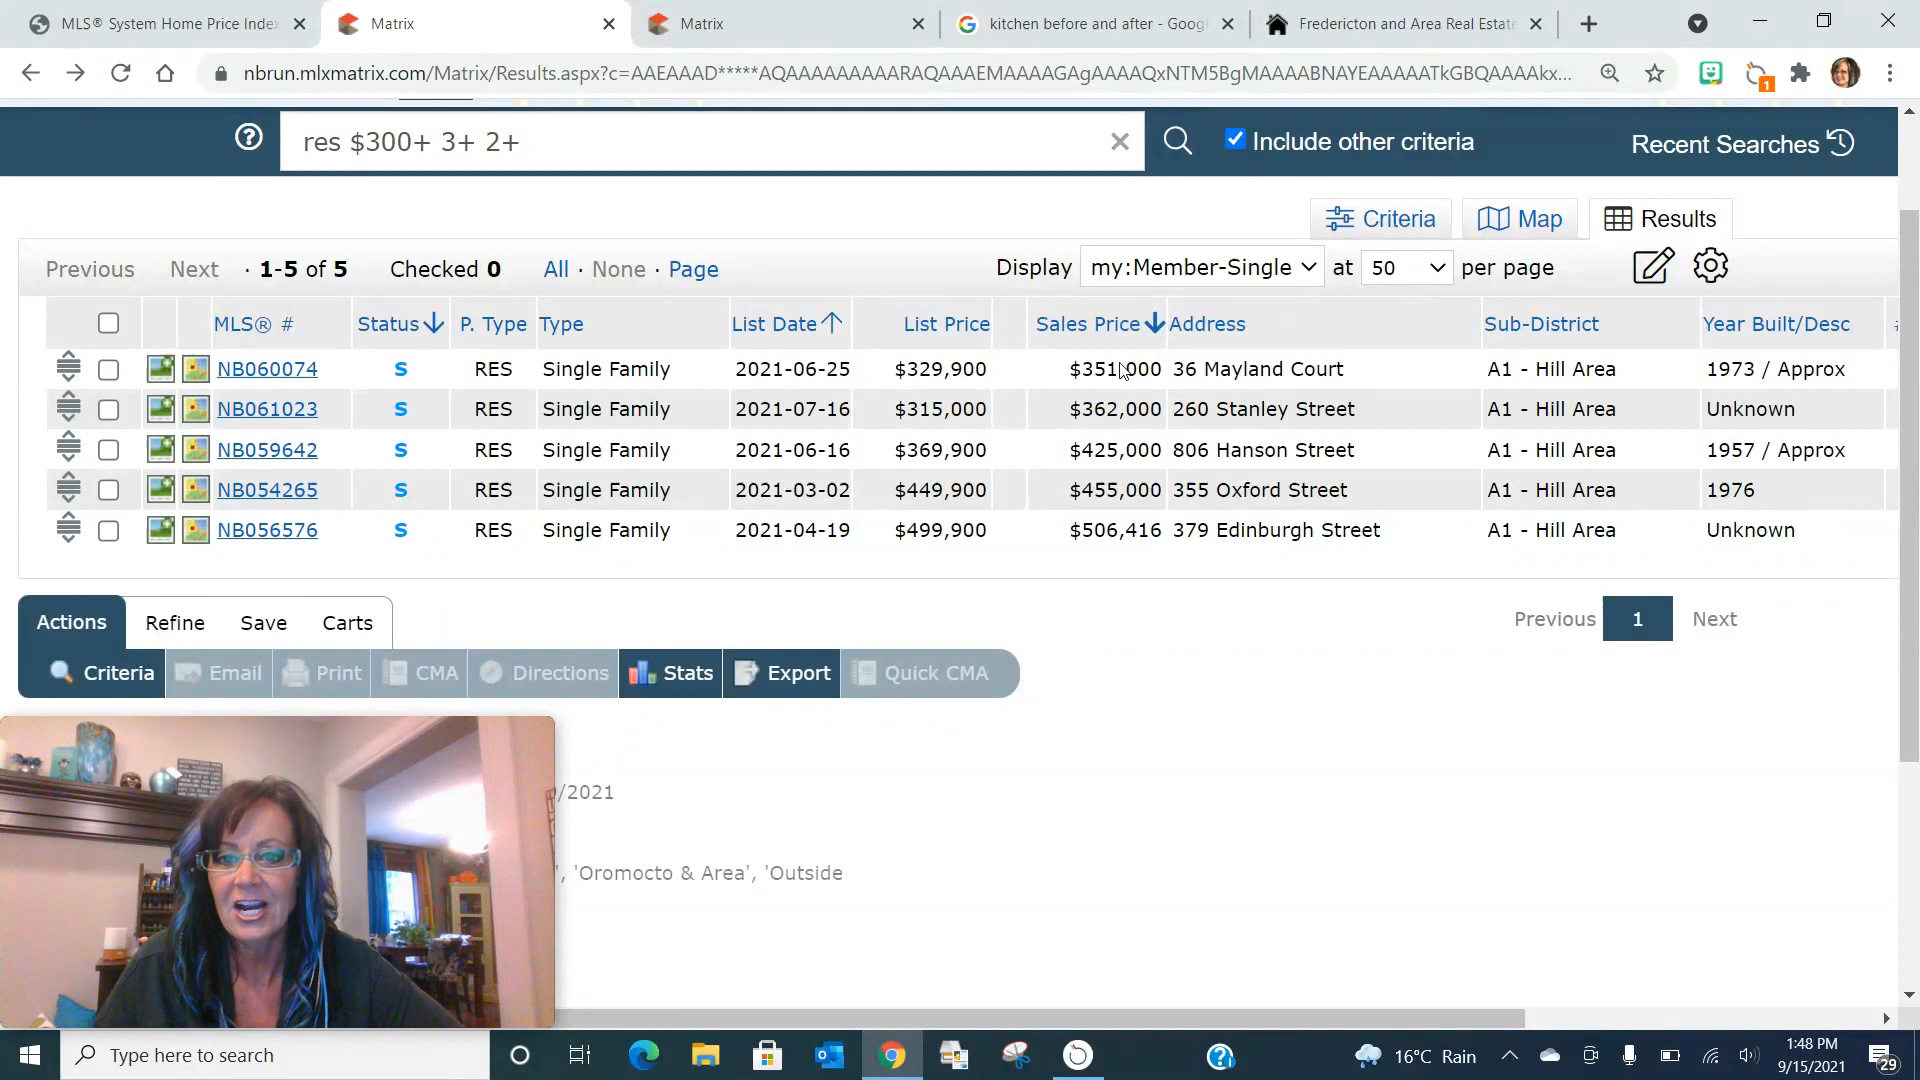 MLS® System Home Price Index
Matrix
Matrix
kitchen before and after - Goog
Fredericton and Area Real Estate
nbrun.mlxmatrix.com/Matrix/Results.aspx?c=AAEAAAD*****AQAAAAAAAAARAQAAAEMAAAAGAgAAAAQxNTM5BgMAAAABNAYEAAAAATkGBQAAAAkx...
1
res $300+ 3+ 2+
Include other criteria
Recent Searches
Criteria
Map
Results
Previous Next · 1-5 of 5 Checked 0 All · None · Page
Display my:Member-Single at 50 per page
MLS® # Status P. Type Type List Date List Price Sales Price Address Sub-District Year Built/Desc
NB060074 S RES Single Family 2021-06-25 $329,900 $351,000 36 Mayland Court A1 - Hill Area 1973 / Approx
NB061023 S RES Single Family 2021-07-16 $315,000 $362,000 260 Stanley Street A1 - Hill Area Unknown
NB059642 S RES Single Family 2021-06-16 $369,900 $425,000 806 Hanson Street A1 - Hill Area 1957 / Approx
NB054265 S RES Single Family 2021-03-02 $449,900 $455,000 355 Oxford Street A1 - Hill Area 1976
NB056576 S RES Single Family 2021-04-19 $499,900 $506,416 379 Edinburgh Street A1 - Hill Area Unknown
Actions Refine Save Carts
Previous 1 Next
Criteria Email Print CMA Directions Stats Export Quick CMA
/2021
', 'Oromocto & Area', 'Outside
Type here to search
16°C Rain
1:48 PM
9/15/2021
29